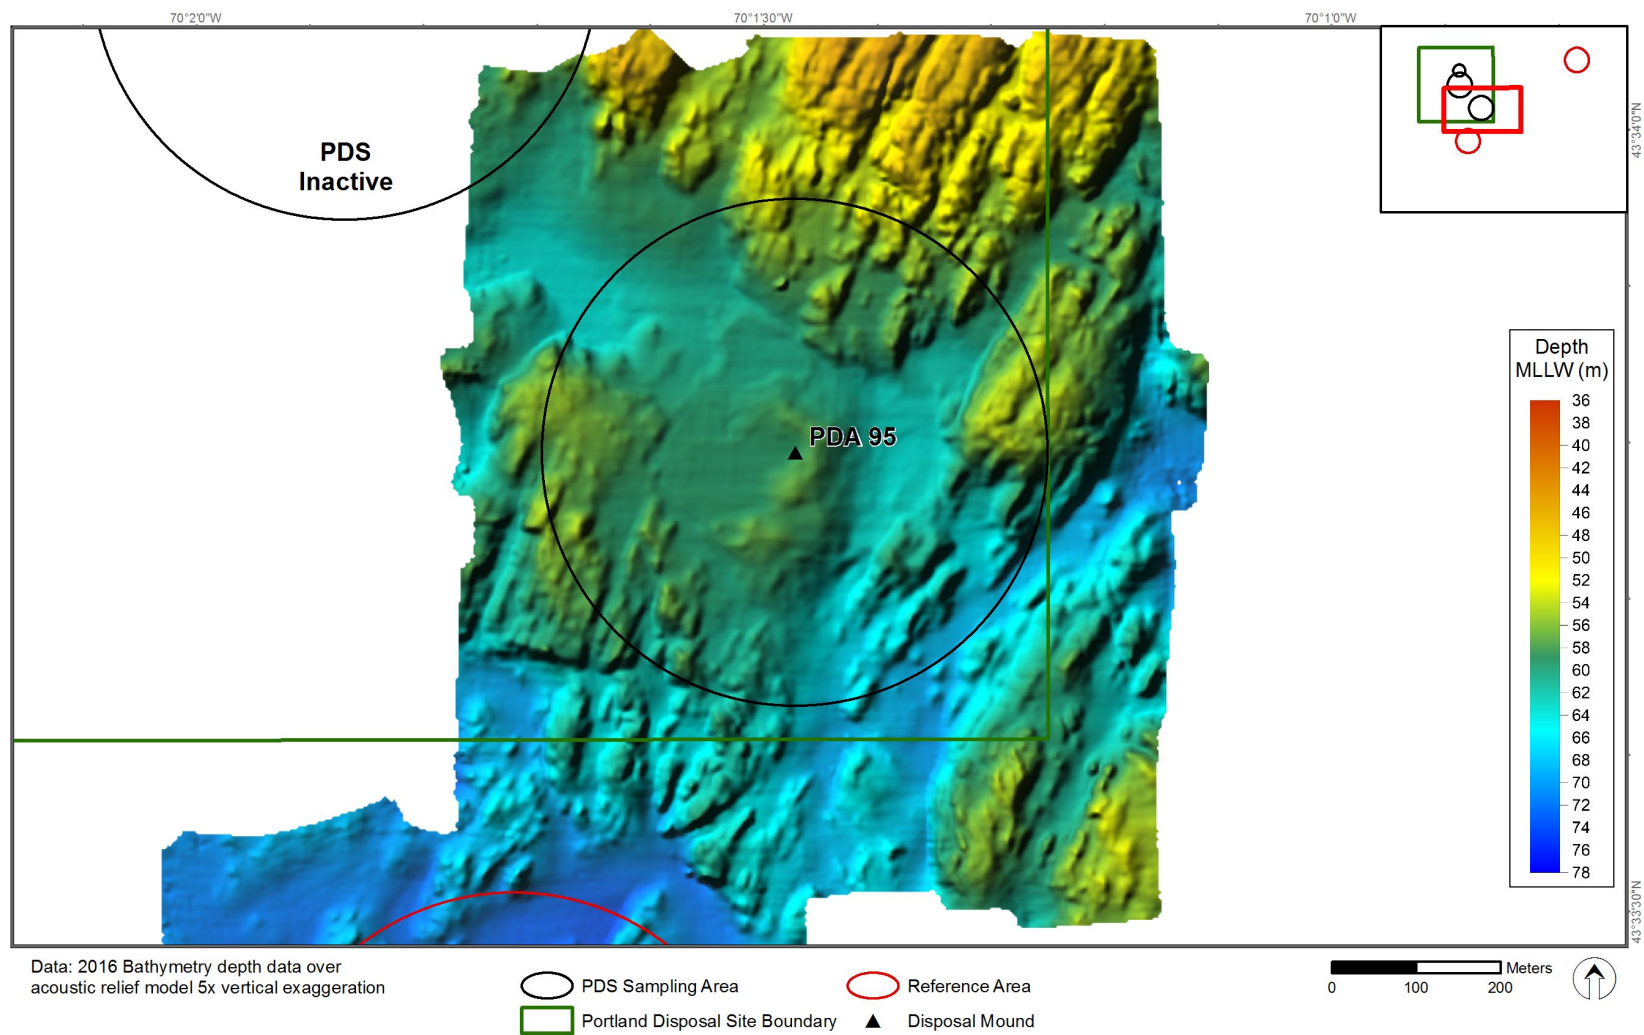 70°2'0"W
70°1'30"W
70°1'0"W
43°34'0"N
PDS
Inactive
PDA 95
Depth
MLLW (m)
36
38
40
42
44
46
48
50
52
54
56
58
60
62
64
66
68
70
72
74
76
78
43°33'30"N
Data: 2016 Bathymetry depth data over
acoustic relief model 5x vertical exaggeration
PDS Sampling Area
Reference Area
Portland Disposal Site Boundary
Disposal Mound
Meters
0 100 200